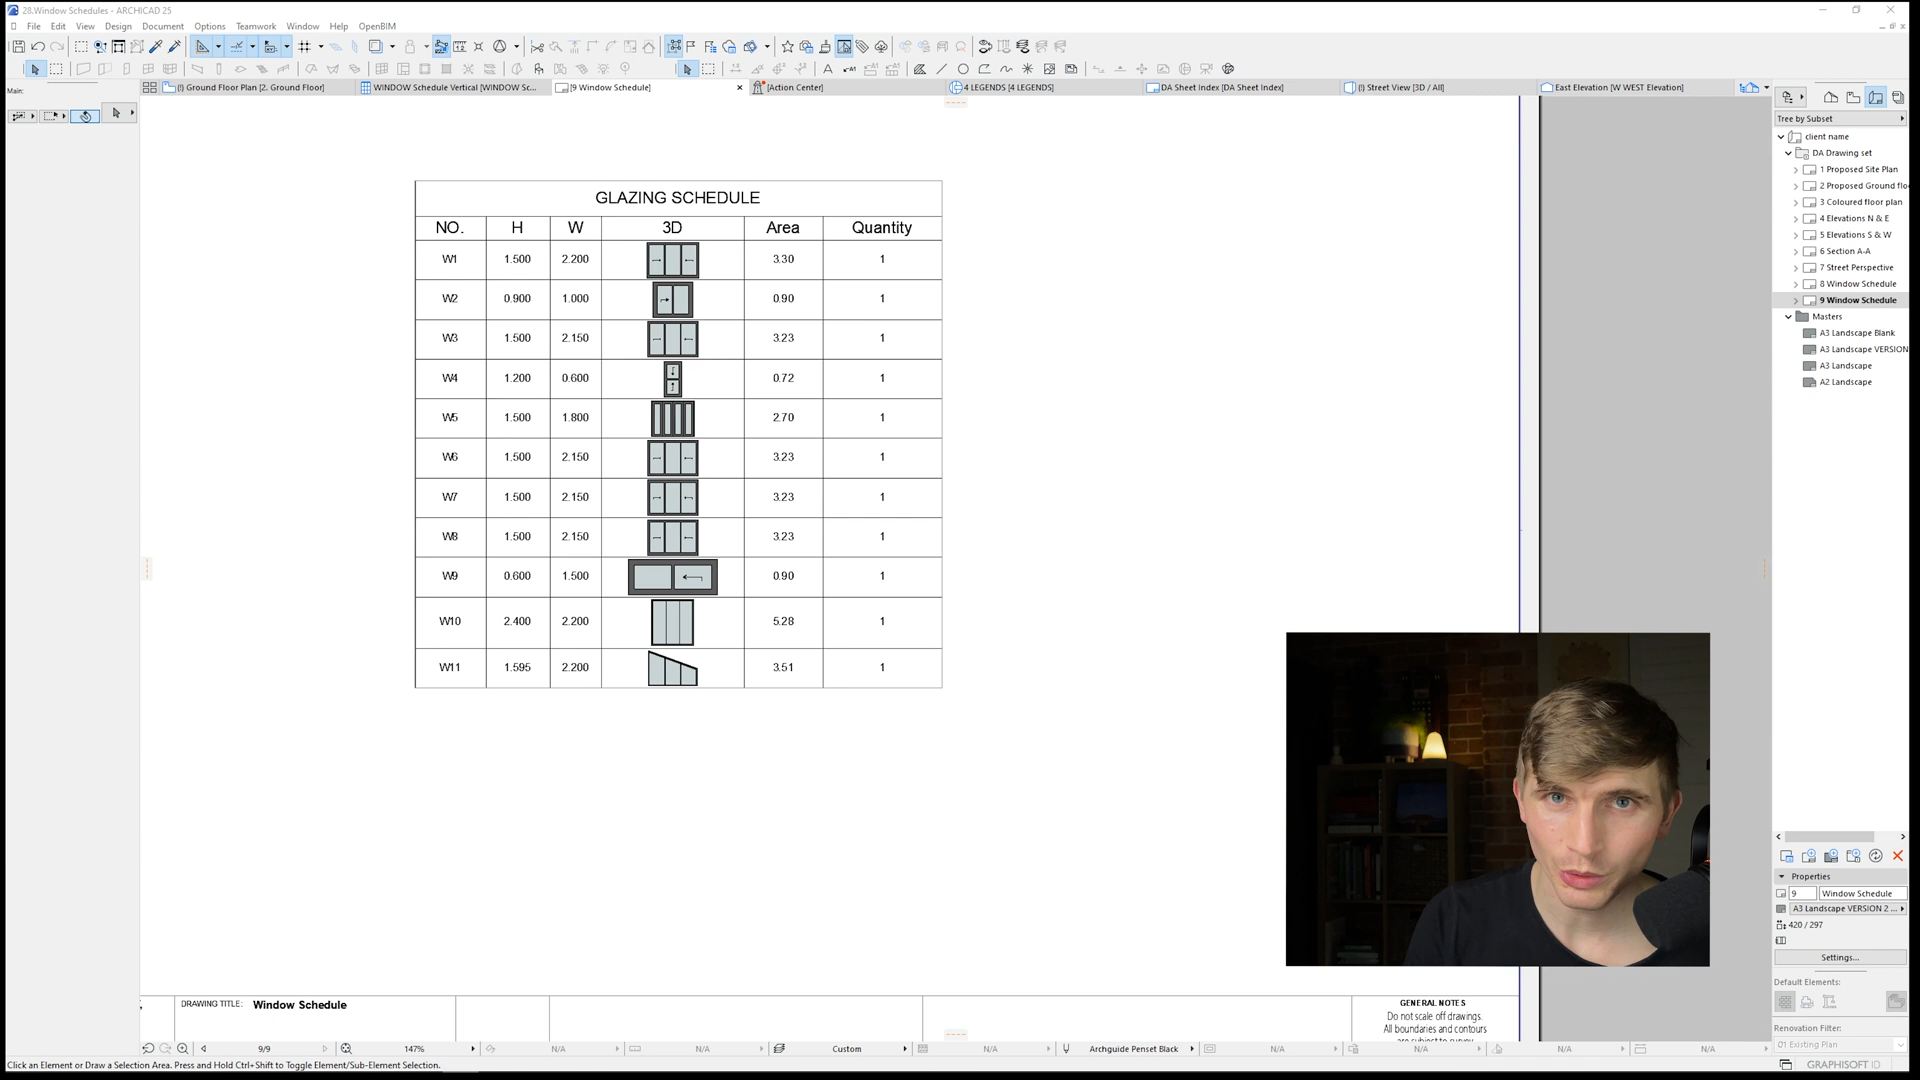 28.Window Schedules - ARCHICAD 25
File Edit View Design Document Options Teamwork Window Help OpenBIM
Main:
(!) Ground Floor Plan [2. Ground Floor] WINDOW Schedule Vertical [WINDOW Sc... [9 Window Schedule] [Action Center] 4 LEGENDS [4 LEGENDS] DA Sheet Index [DA Sheet Index] (!) Street View [3D / All] East Elevation [W WEST Elevation]
GLAZING SCHEDULE
NO. H W 3D Area Quantity
W1 1.500 2.200 3.30 1
W2 0.900 1.000 0.90 1
W3 1.500 2.150 3.23 1
W4 1.200 0.600 0.72 1
W5 1.500 1.800 2.70 1
W6 1.500 2.150 3.23 1
W7 1.500 2.150 3.23 1
W8 1.500 2.150 3.23 1
W9 0.600 1.500 0.90 1
W10 2.400 2.200 5.28 1
W11 1.595 2.200 3.51 1
DRAWING TITLE: Window Schedule
GENERAL NOTES
Do not scale off drawings.
All boundaries and contours
are subject to survey
Tree by Subset
client name
DA Drawing set
1 Proposed Site Plan
2 Proposed Ground flo
3 Coloured floor plan
4 Elevations N & E
5 Elevations S & W
6 Section A-A
7 Street Perspective
8 Window Schedule
9 Window Schedule
Masters
A3 Landscape Blank
A3 Landscape VERSION
A3 Landscape
A2 Landscape
Properties
9 Window Schedule
A3 Landscape VERSION 2 ...
420 / 297
Settings...
Default Elements:
Renovation Filter:
01 Existing Plan
9/9 147% N/A N/A Custom N/A Archguide Penset Black N/A N/A N/A N/A
Click an Element or Draw a Selection Area. Press and Hold Ctrl+Shift to Toggle Element/Sub-Element Selection.
GRAPHISOFT ID